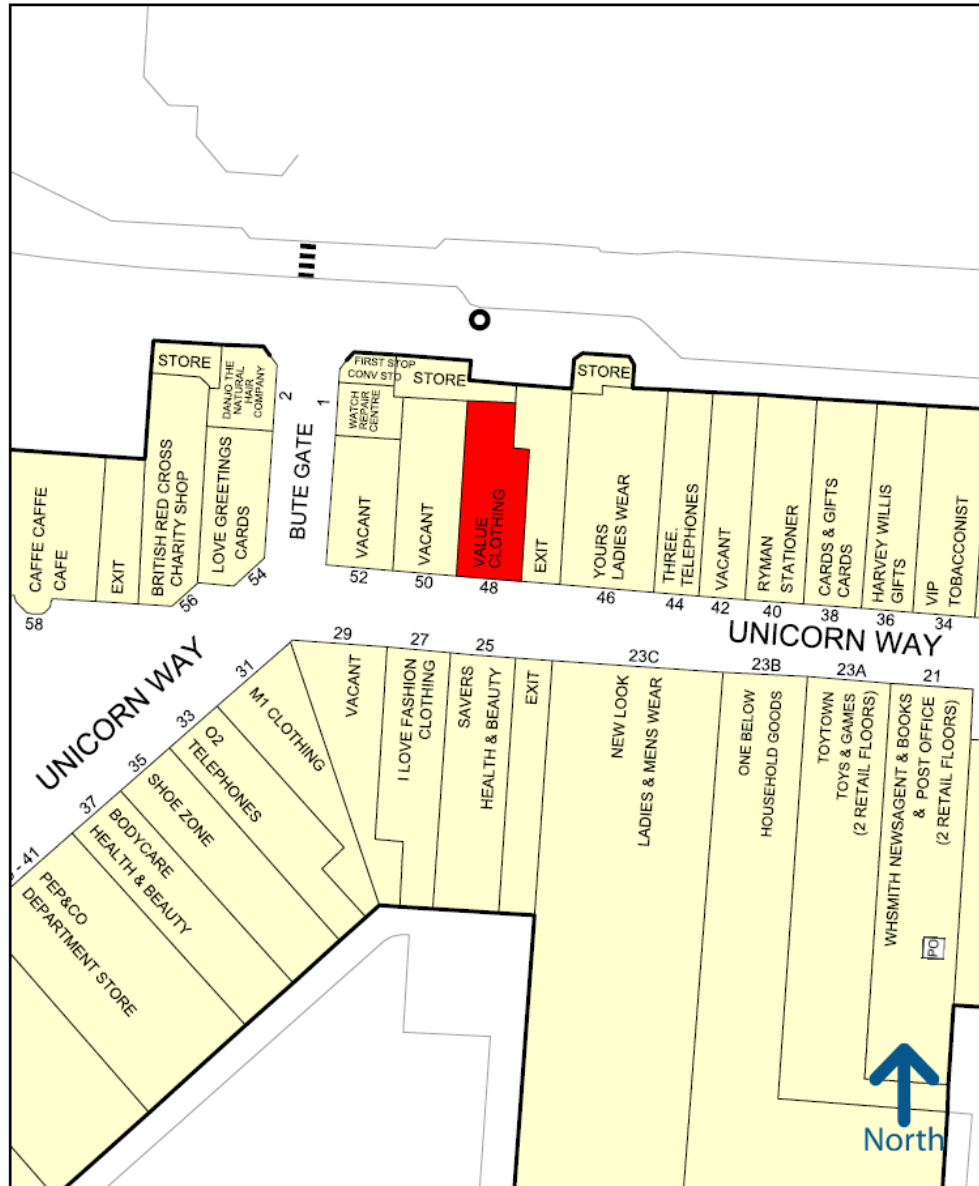 STORE
DANJO THE
NATURAL
HAIR
COMPANY
2
1
FIRST STOP
CONV STO
STORE
WATCH
REPAIR
CENTRE
STORE
BUTE GATE
CAFFE CAFFE
CAFE
58
EXIT
BRITISH RED CROSS
CHARITY SHOP
56
LOVE GREETINGS
CARDS
54
VACANT
52
VACANT
50
VALUE
CLOTHING
48
EXIT
YOURS
LADIES WEAR
46
THREE.
TELEPHONES
44
VACANT
42
RYMAN
STATIONER
40
CARDS & GIFTS
CARDS
38
HARVEY WILLIS
GIFTS
36
VIP
TOBACCONIST
34
UNICORN WAY
UNICORN WAY
- 41
PEP&CO
DEPARTMENT STORE
37
BODYCARE
HEALTH & BEAUTY
35
SHOE ZONE
33
O2
TELEPHONES
31
M1 CLOTHING
29
VACANT
27
I LOVE FASHION
CLOTHING
25
SAVERS
HEALTH & BEAUTY
EXIT
23C
NEW LOOK
LADIES & MENS WEAR
23B
ONE BELOW
HOUSEHOLD GOODS
23A
TOYTOWN
TOYS & GAMES
(2 RETAIL FLOORS)
21
WHSMITH NEWSAGENT & BOOKS
& POST OFFICE
(2 RETAIL FLOORS)
PO
North